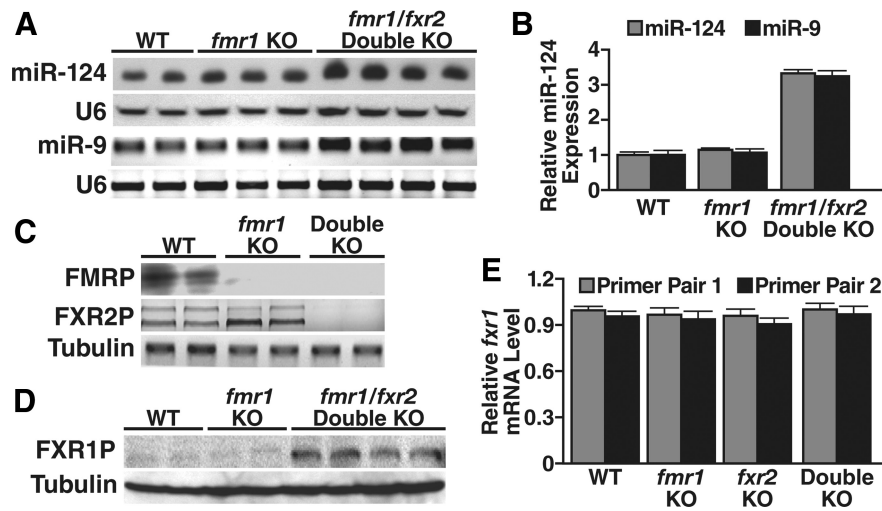 A
WT
fmr1 KO
fmr1/fxr2
Double KO
miR-124
U6
miR-9
U6
B
miR-124
miR-9
Relative miR-124
Expression
4
3
2
1
0
WT
fmr1
KO
fmr1/fxr2
Double KO
C
WT
fmr1
KO
Double
KO
FMRP
FXR2P
Tubulin
D
WT
fmr1
KO
fmr1/fxr2
Double KO
FXR1P
Tubulin
E
Primer Pair 1
Primer Pair 2
Relative fxr1
mRNA Level
1.2
0.9
0.6
0.3
0
WT
fmr1
KO
fxr2
KO
Double
KO